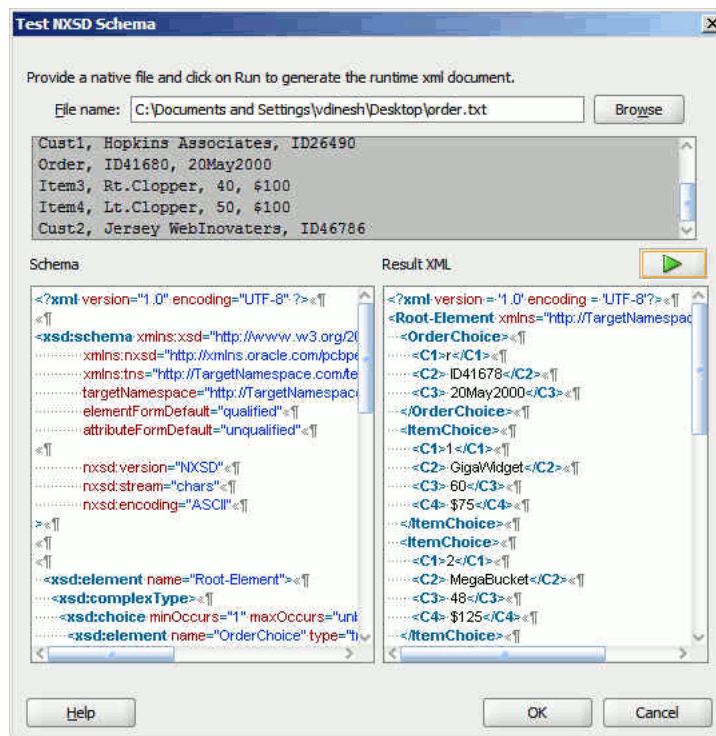 Test NXSD Schema
Provide a native file and click on Run to generate the runtime xml document.
File name: C:\Documents and Settings\vdinesh\Desktop\order.txt Browse
Cust1, Hopkins Associates, ID26490
Order, ID41680, 20May2000
Item3, Rt.Clopper, 40, $100
Item4, Lt.Clopper, 50, $100
Cust2, Jersey WebInovaters, ID46786
Schema
<?xml version="1.0" encoding="UTF-8" ?>
<xsd:schema xmlns:xsd="http://www.w3.org/20
xmlns:nxsd="http://xmlns.oracle.com/pcbpe
xmlns:tns="http://TargetNamespace.com/te
targetNamespace="http://TargetNamespace
elementFormDefault="qualified"
attributeFormDefault="unqualified"
nxsd:version="NXSD"
nxsd:stream="chars"
nxsd:encoding="ASCII"
>
<xsd:element name="Root-Element">
<xsd:complexType>
<xsd:choice minOccurs="1" maxOccurs="unb
<xsd:element name="OrderChoice" type="t
Result XML
<?xml version = '1.0' encoding = 'UTF-8'?>
<Root-Element xmlns="http://TargetNamespac
<OrderChoice>
<C1>r</C1>
<C2> ID41678</C2>
<C3> 20May2000</C3>
</OrderChoice>
<ItemChoice>
<C1>1</C1>
<C2> GigaWidget</C2>
<C3> 60</C3>
<C4> $75</C4>
</ItemChoice>
<ItemChoice>
<C1>2</C1>
<C2> MegaBucket</C2>
<C3> 48</C3>
<C4> $125</C4>
</ItemChoice>
Help OK Cancel